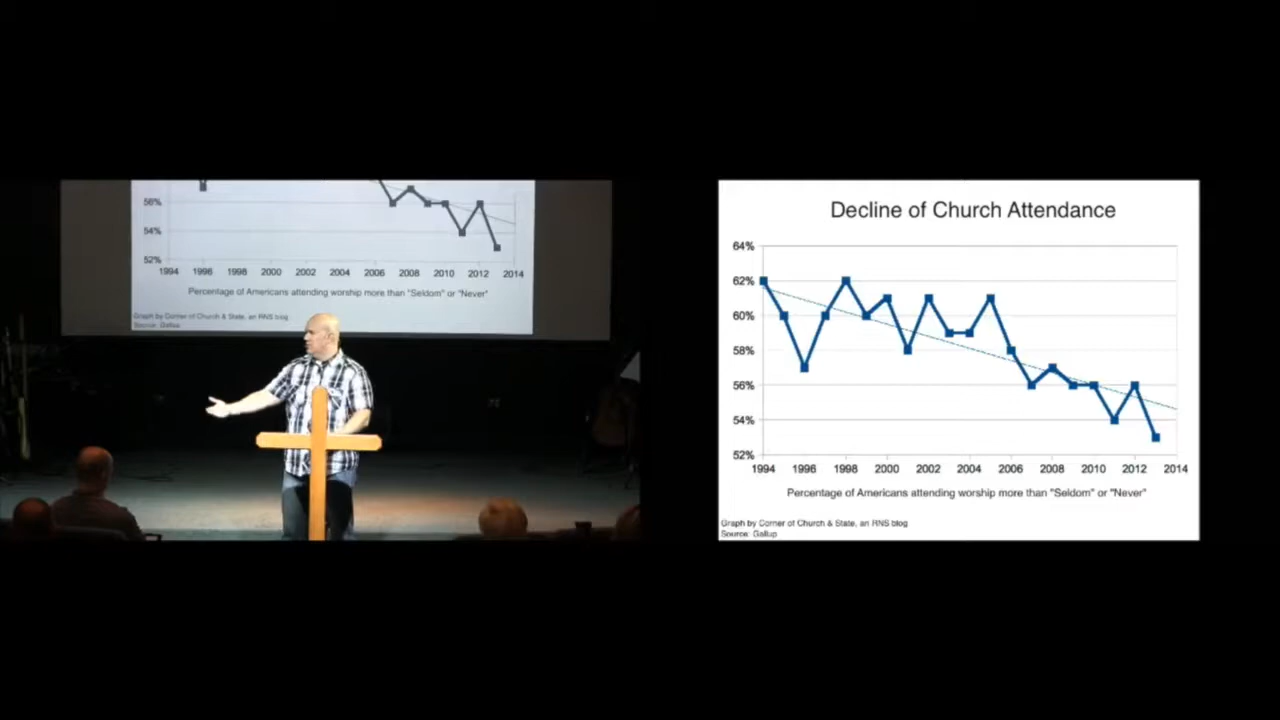 56%
54%
52%
1994 1996 1998 2000 2002 2004 2006 2008 2010 2012 2014
Percentage of Americans attending worship more than "Seldom" or "Never"
Graph by Corner of Church & State, an RNS blog
Source: Gallup
Decline of Church Attendance
64%
62%
60%
58%
56%
54%
52%
1994 1996 1998 2000 2002 2004 2006 2008 2010 2012 2014
Percentage of Americans attending worship more than "Seldom" or "Never"
Graph by Corner of Church & State, an RNS blog
Source: Gallup